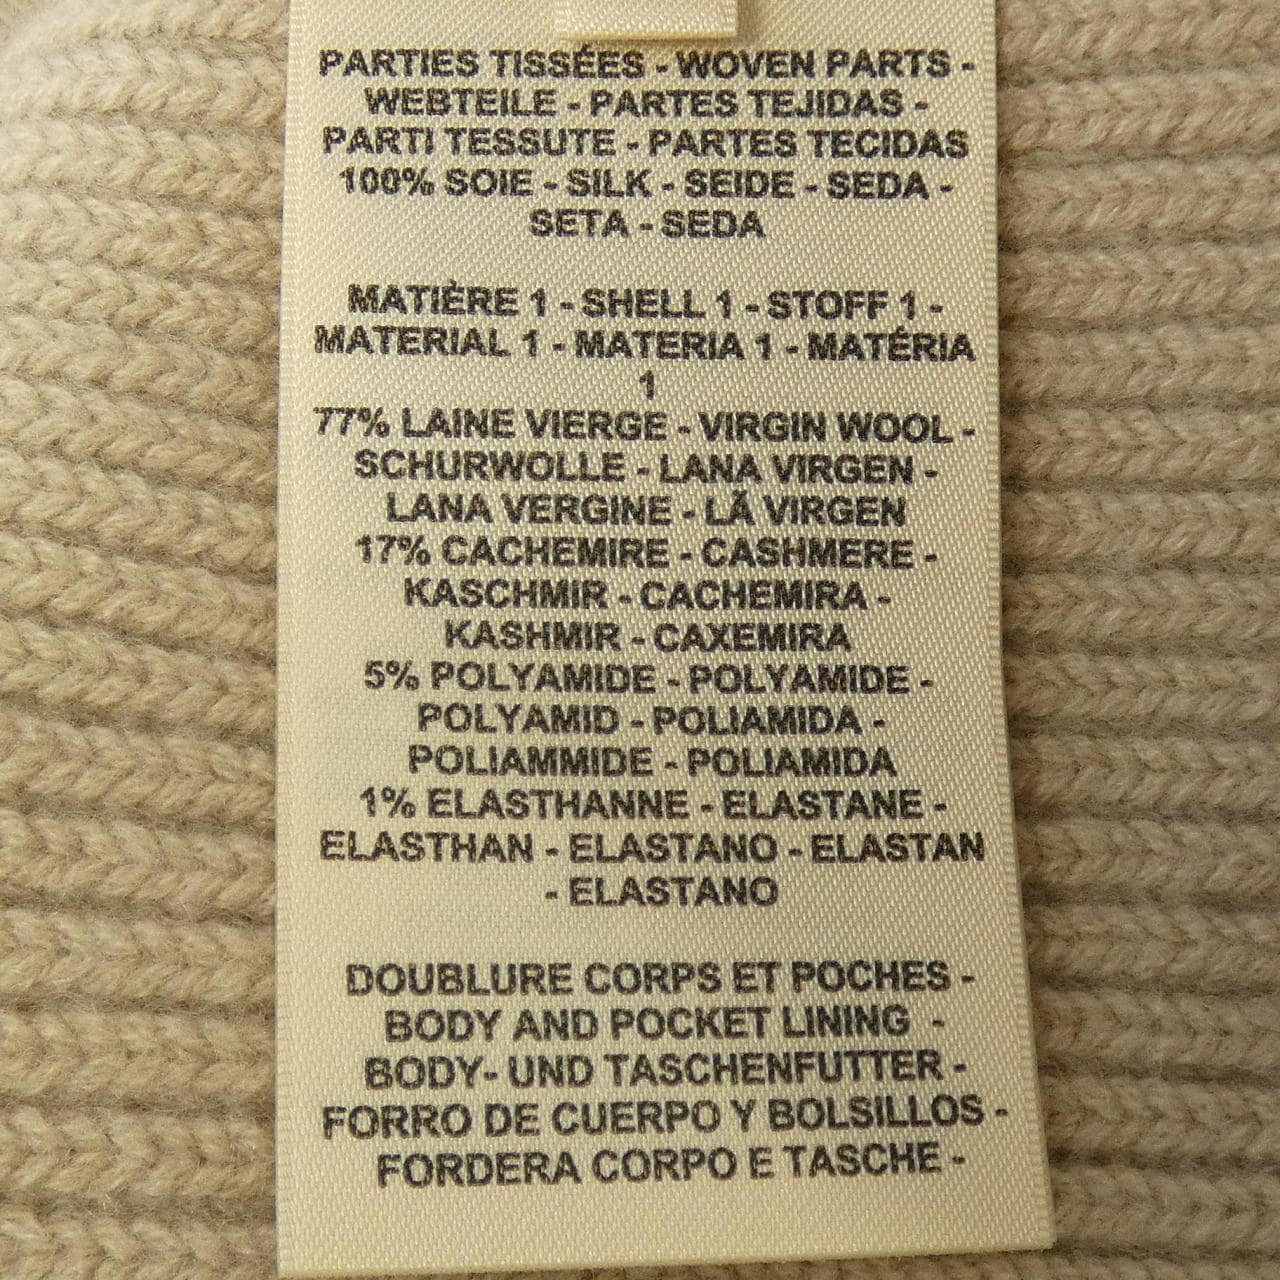 PARTIES TISSÉES - WOVEN PARTS -
WEBTEILE - PARTES TEJIDAS -
PARTI TESSUTE - PARTES TECIDAS
100% SOIE - SILK - SEIDE - SEDA -
SETA - SEDA
MATIÈRE 1 - SHELL 1 - STOFF 1 -
MATERIAL 1 - MATERIA 1 - MATÉRIA
1
77% LAINE VIERGE - VIRGIN WOOL -
SCHURWOLLE - LANA VIRGEN -
LANA VERGINE - LÃ VIRGEN
17% CACHEMIRE - CASHMERE -
KASCHMIR - CACHEMIRA -
KASHMIR - CAXEMIRA
5% POLYAMIDE - POLYAMIDE -
POLYAMID - POLIAMIDA -
POLIAMMIDE - POLIAMIDA
1% ELASTHANNE - ELASTANE -
ELASTHAN - ELASTANO - ELASTAN
- ELASTANO
DOUBLURE CORPS ET POCHES -
BODY AND POCKET LINING -
BODY- UND TASCHENFUTTER -
FORRO DE CUERPO Y BOLSILLOS -
FORDERA CORPO E TASCHE -